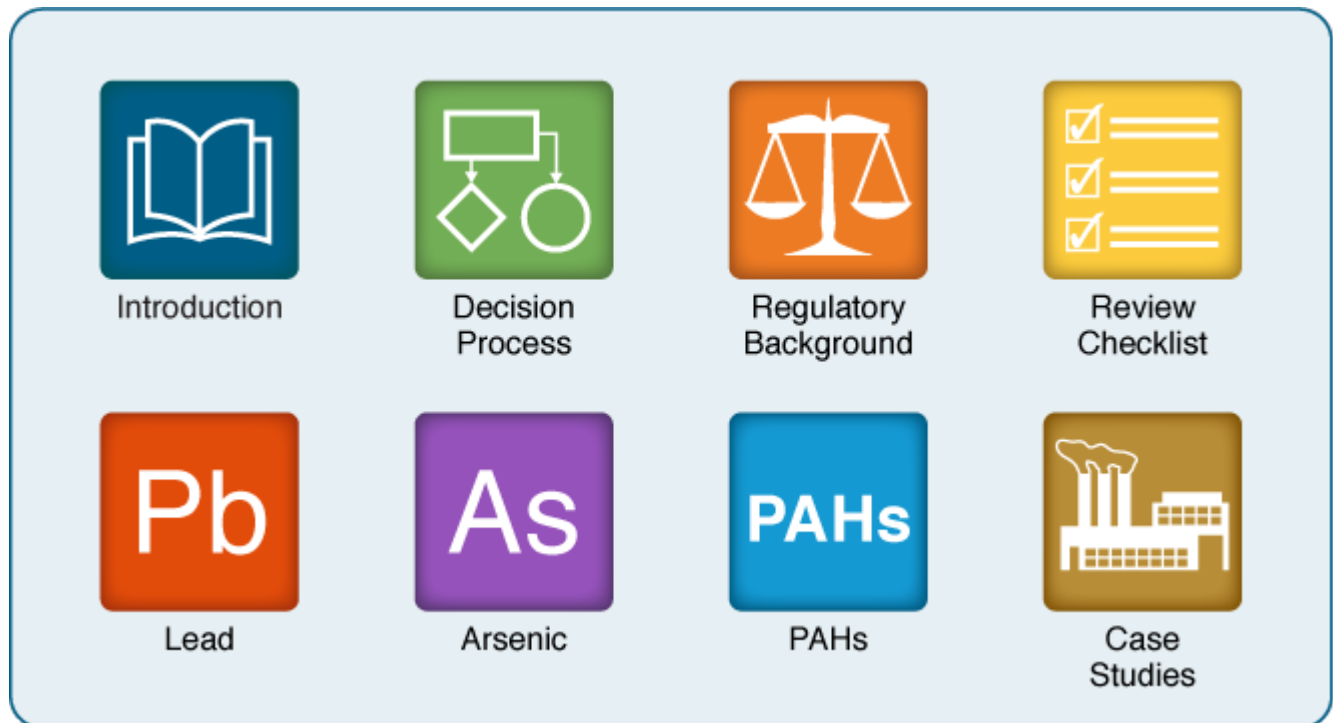 Introduction
Decision
Process
Regulatory
Background
Review
Checklist
Pb
As
PAHs
Lead
Arsenic
PAHs
Case
Studies